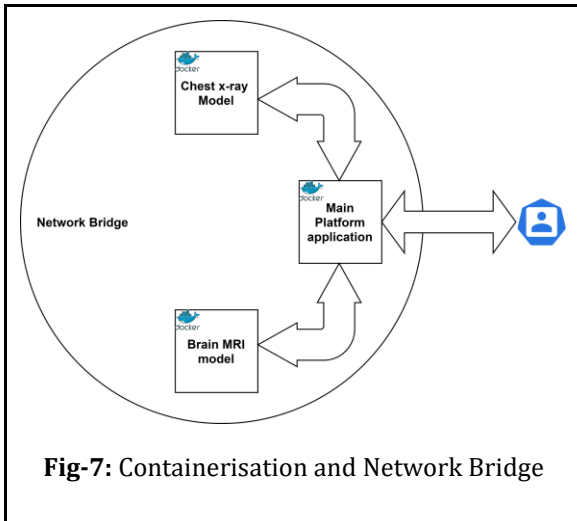 docker
Chest x-ray
Model
docker
Main
Platform
application
Network Bridge
docker
Brain MRI
model
Fig-7: Containerisation and Network Bridge